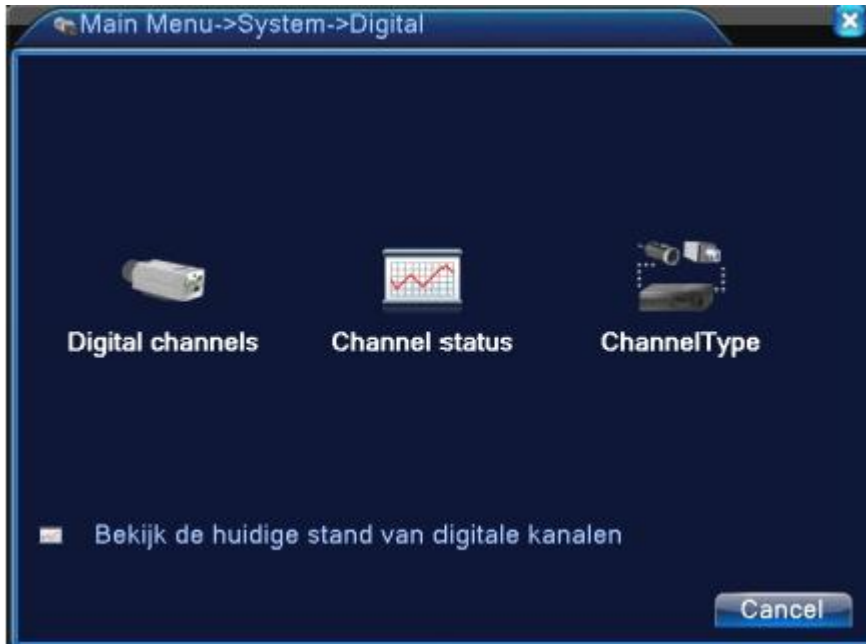 Main Menu->System->Digital
Digital channels
Channel status
ChannelType
Bekijk de huidige stand van digitale kanalen
Cancel